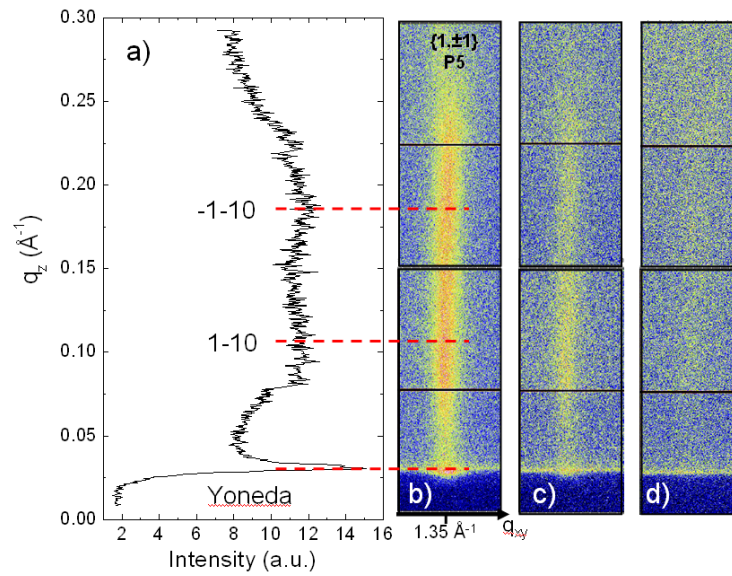 a)
0.30
0.25
0.20
0.15
0.10
0.05
0.00
q_z (Å⁻¹)
-1-10
1-10
Yoneda
2 4 6 8 10 12 14 16
Intensity (a.u.)
{1.±1}
P5
b)
c)
d)
1.35 Å⁻¹
q_xy